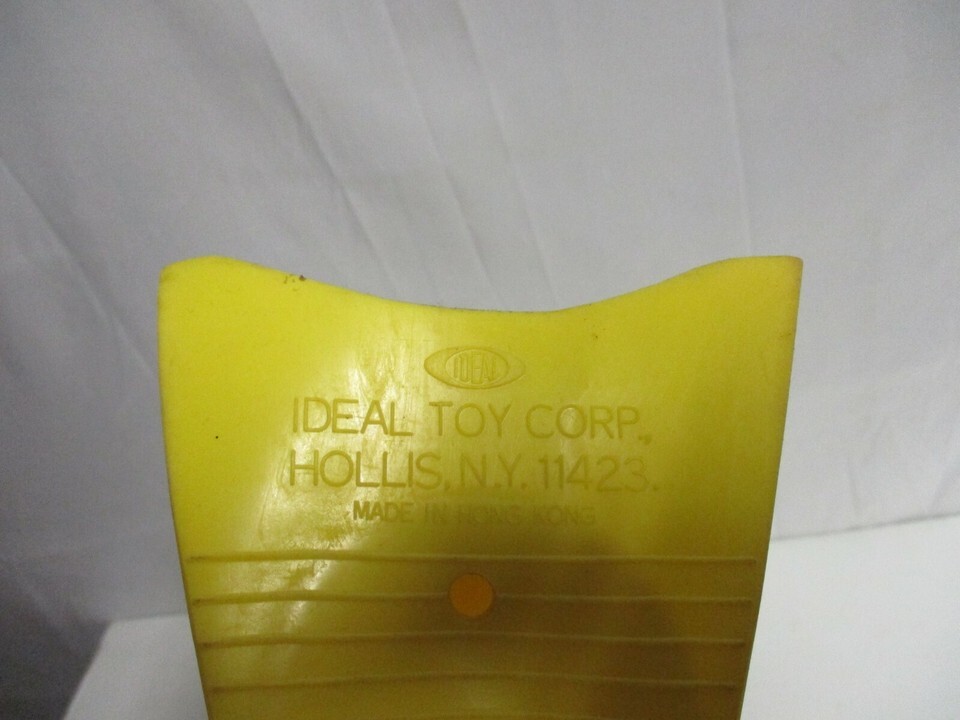 IDEAL
IDEAL TOY CORP.,
HOLLIS, N.Y. 11423.
MADE IN HONG KONG